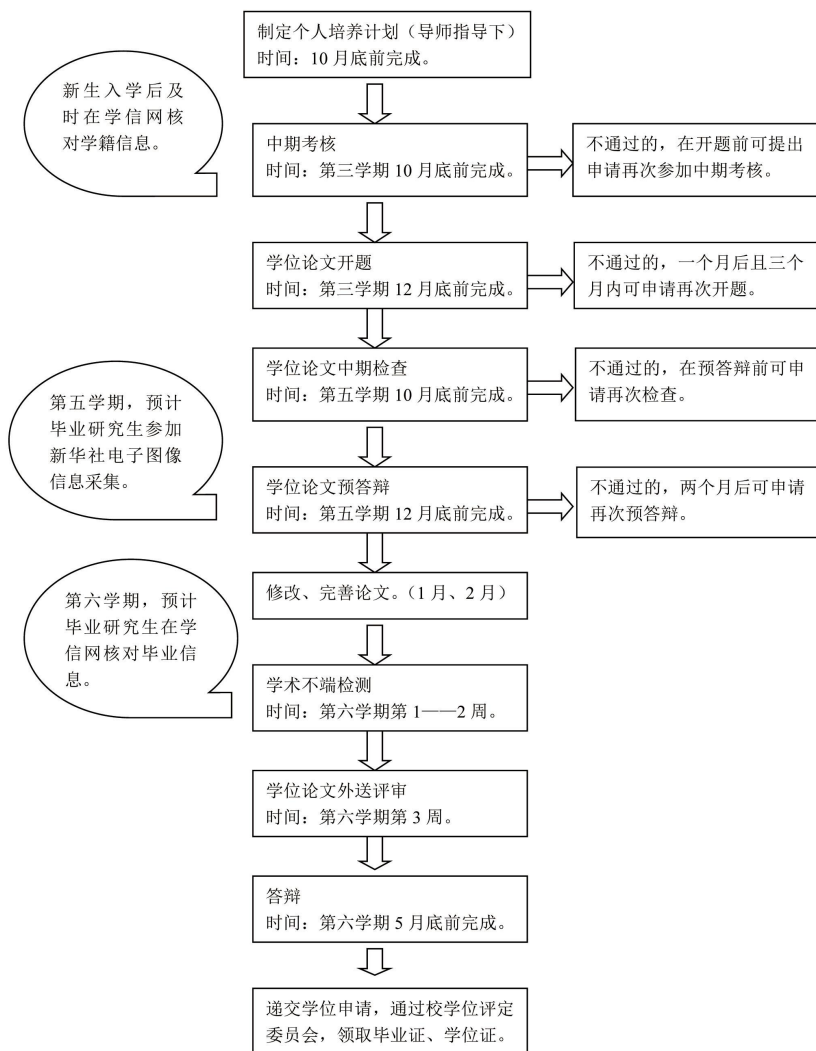 制定个人培养计划（导师指导下）
时间：10 月底前完成。
新生入学后及
时在学信网核
对学籍信息。
中期考核
时间：第三学期 10 月底前完成。
不通过的，在开题前可提出
申请再次参加中期考核。
学位论文开题
时间：第三学期 12 月底前完成。
不通过的，一个月后且三个
月内可申请再次开题。
学位论文中期检查
时间：第五学期 10 月底前完成。
不通过的，在预答辩前可申
请再次检查。
第五学期，预计
毕业研究生参加
新华社电子图像
信息采集。
学位论文预答辩
时间：第五学期 12 月底前完成。
不通过的，两个月后可申请
再次预答辩。
修改、完善论文。（1 月、2 月）
第六学期，预计
毕业研究生在学
信网核对毕业信
息。
学术不端检测
时间：第六学期第 1——2 周。
学位论文外送评审
时间：第六学期第 3 周。
答辩
时间：第六学期 5 月底前完成。
递交学位申请，通过校学位评定
委员会，领取毕业证、学位证。